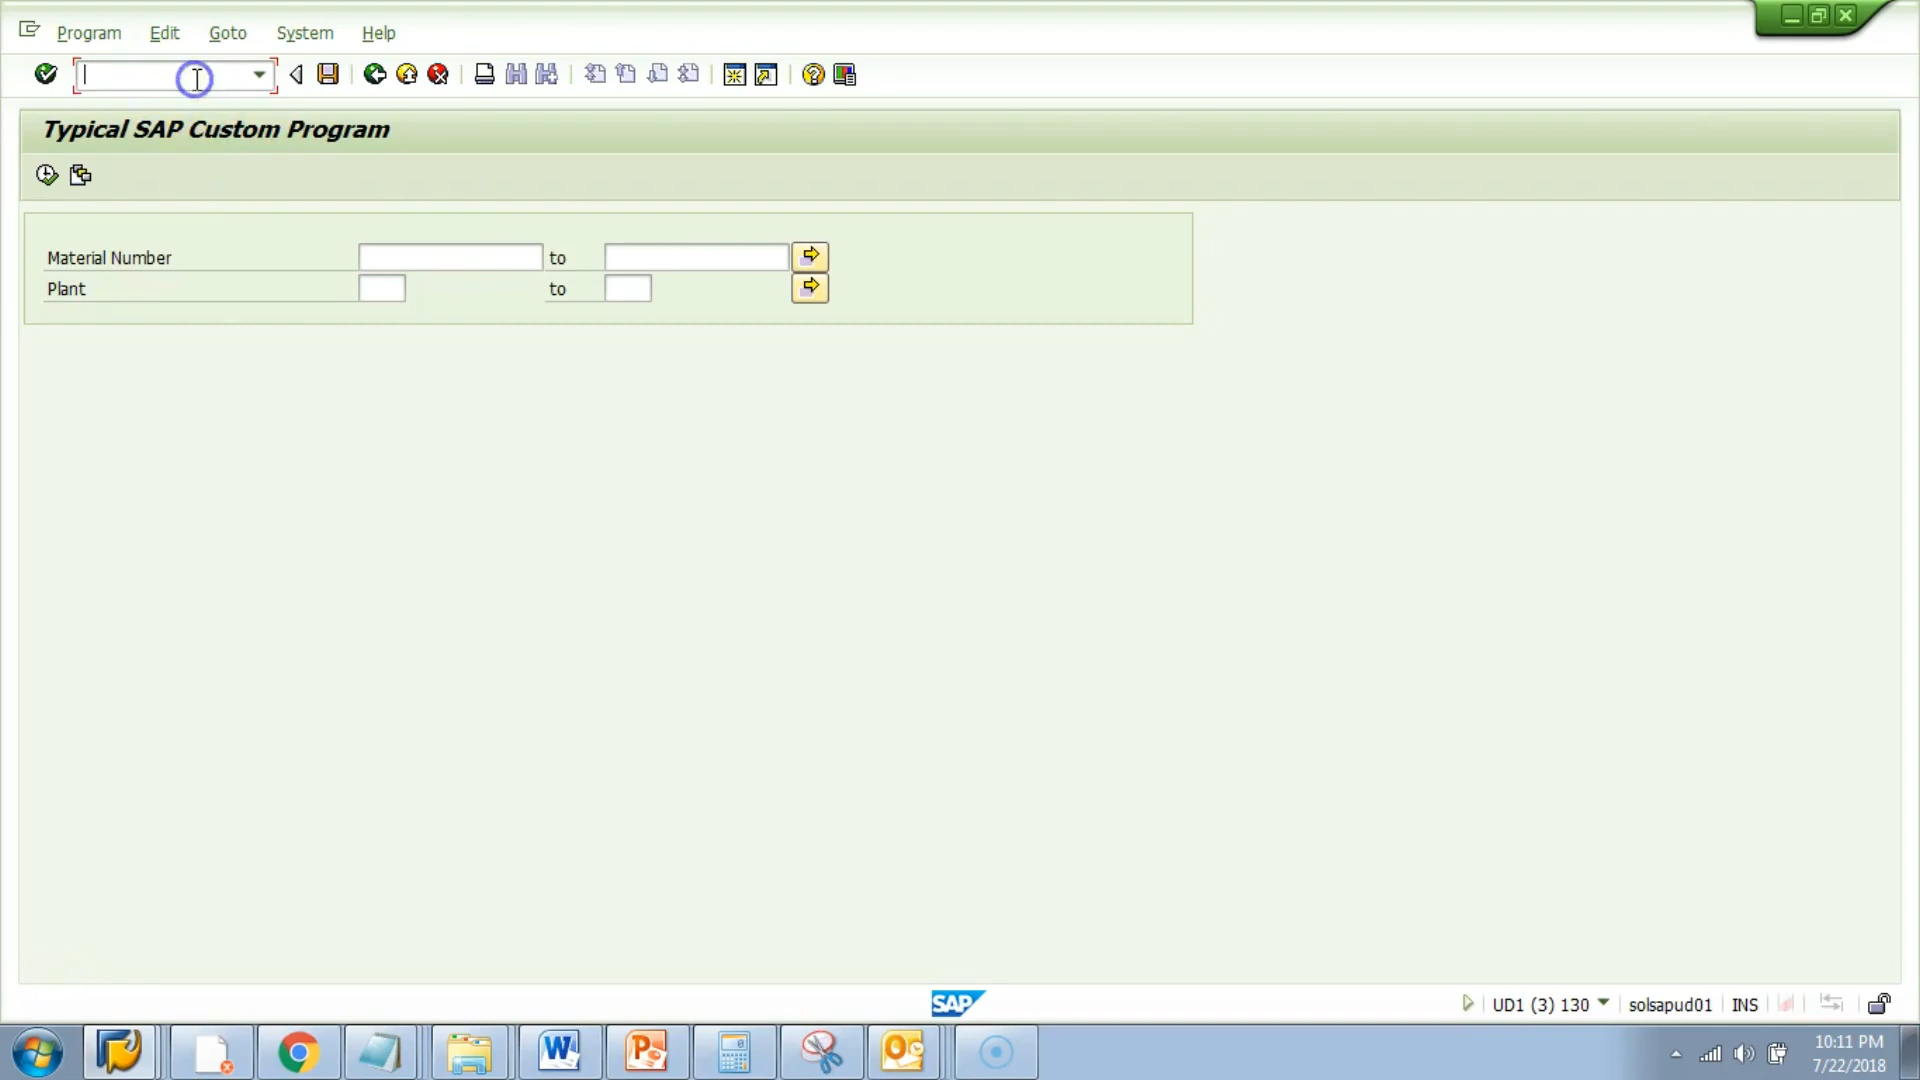 Program Edit Goto System Help
Typical SAP Custom Program
Material Number to
Plant to
SAP
UD1 (3) 130 solsapud01 INS
10:11 PM
7/22/2018